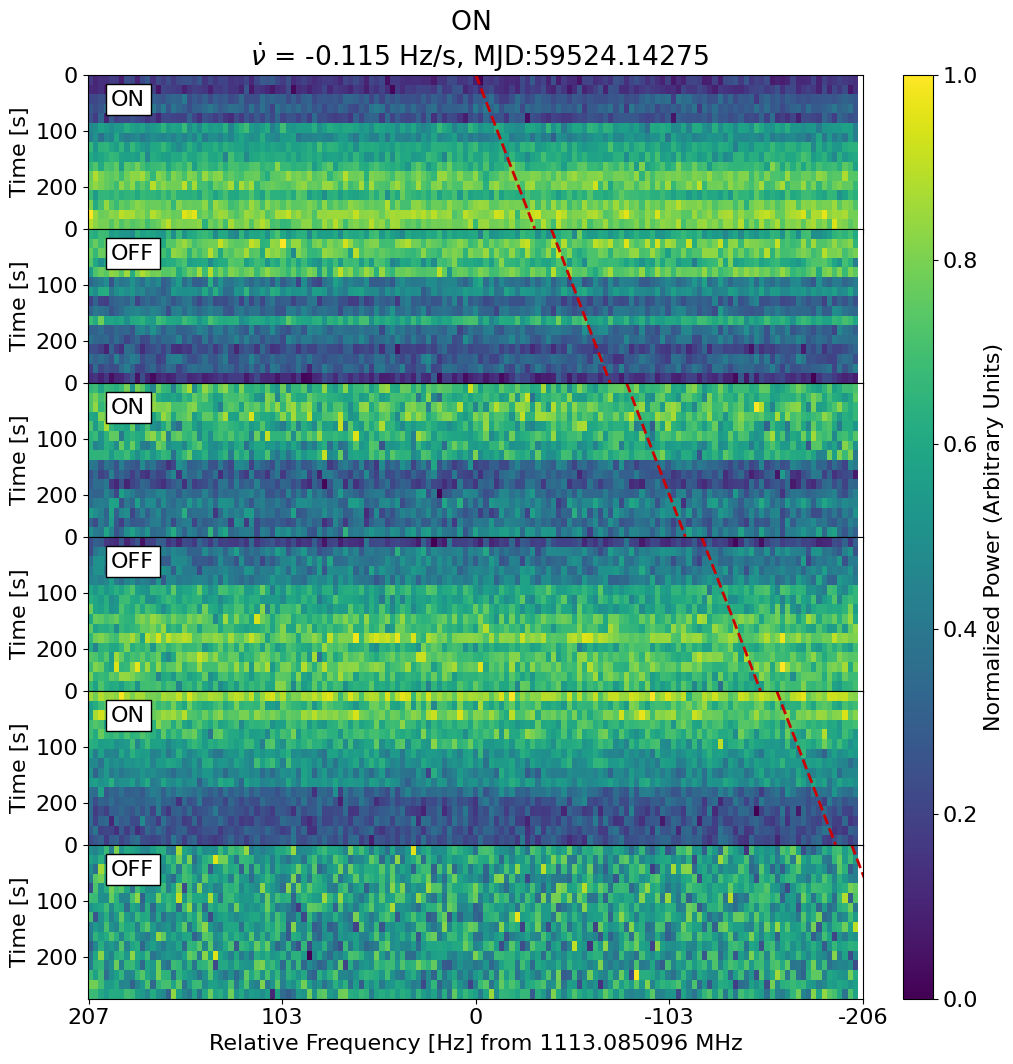 ON
ν̇ = -0.115 Hz/s, MJD:59524.14275
0
ON
100
Time [s]
200
0
OFF
100
Time [s]
200
0
ON
100
Time [s]
200
0
OFF
100
Time [s]
200
0
ON
100
Time [s]
200
0
OFF
100
Time [s]
200
207 103 0 -103 -206
Relative Frequency [Hz] from 1113.085096 MHz
1.0
0.8
0.6
0.4
0.2
0.0
Normalized Power (Arbitrary Units)